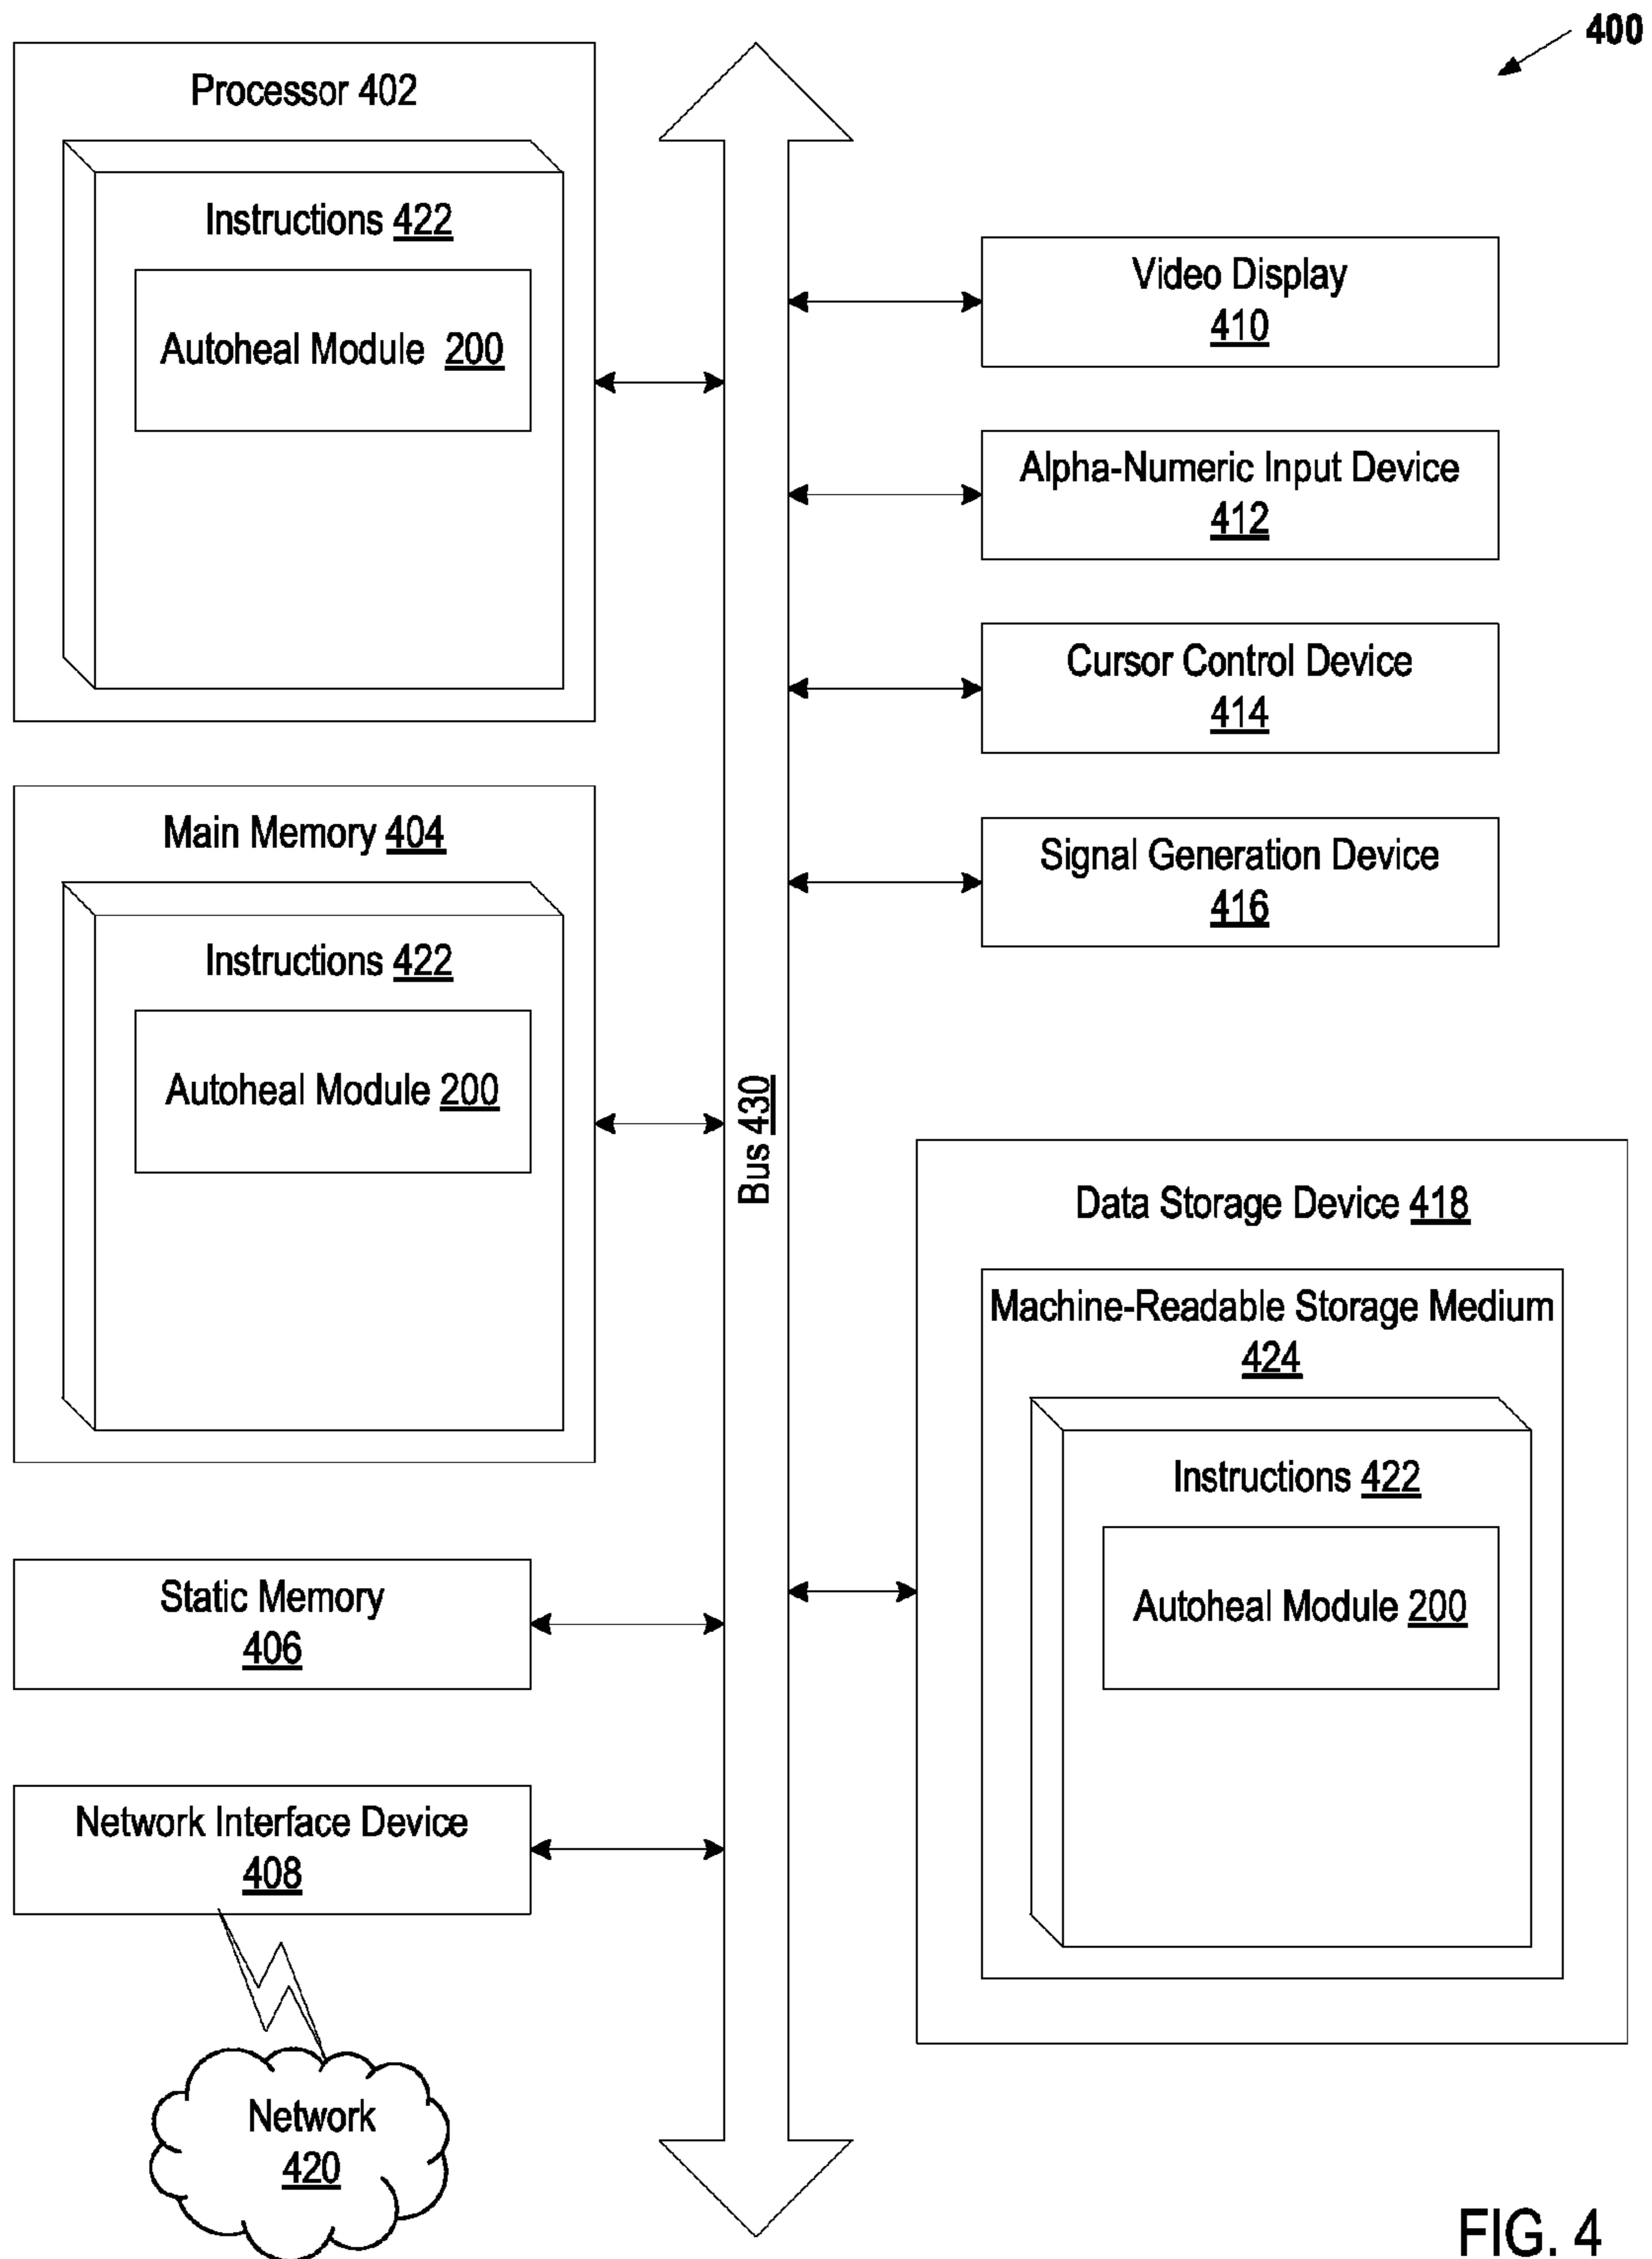 400
Processor 402
Instructions 422
Autoheal Module 200
Main Memory 404
Instructions 422
Autoheal Module 200
Static Memory
406
Network Interface Device
408
Network
420
Bus 430
Video Display
410
Alpha-Numeric Input Device
412
Cursor Control Device
414
Signal Generation Device
416
Data Storage Device 418
Machine-Readable Storage Medium
424
Instructions 422
Autoheal Module 200
FIG. 4